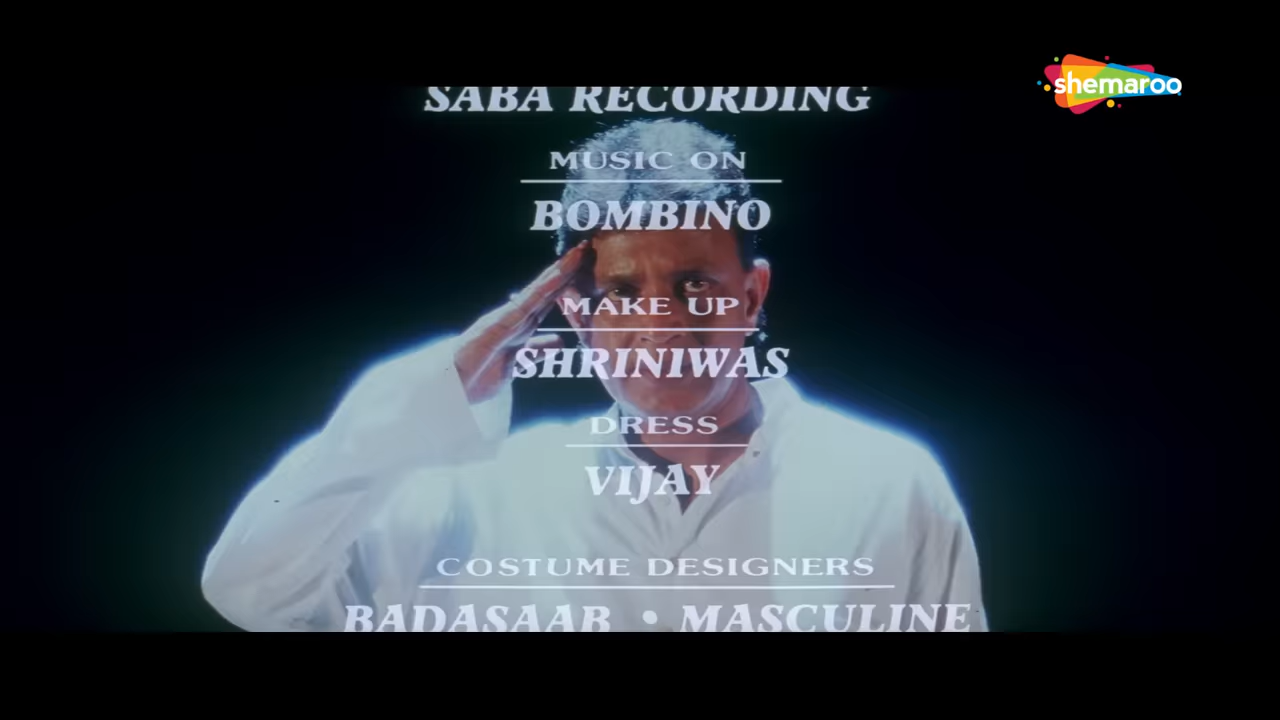 shemaroo
SABA RECORDING
MUSIC ON
BOMBINO
MAKE UP
SHRINIWAS
DRESS
VIJAY
COSTUME DESIGNERS
BADASAAB • MASCULINE